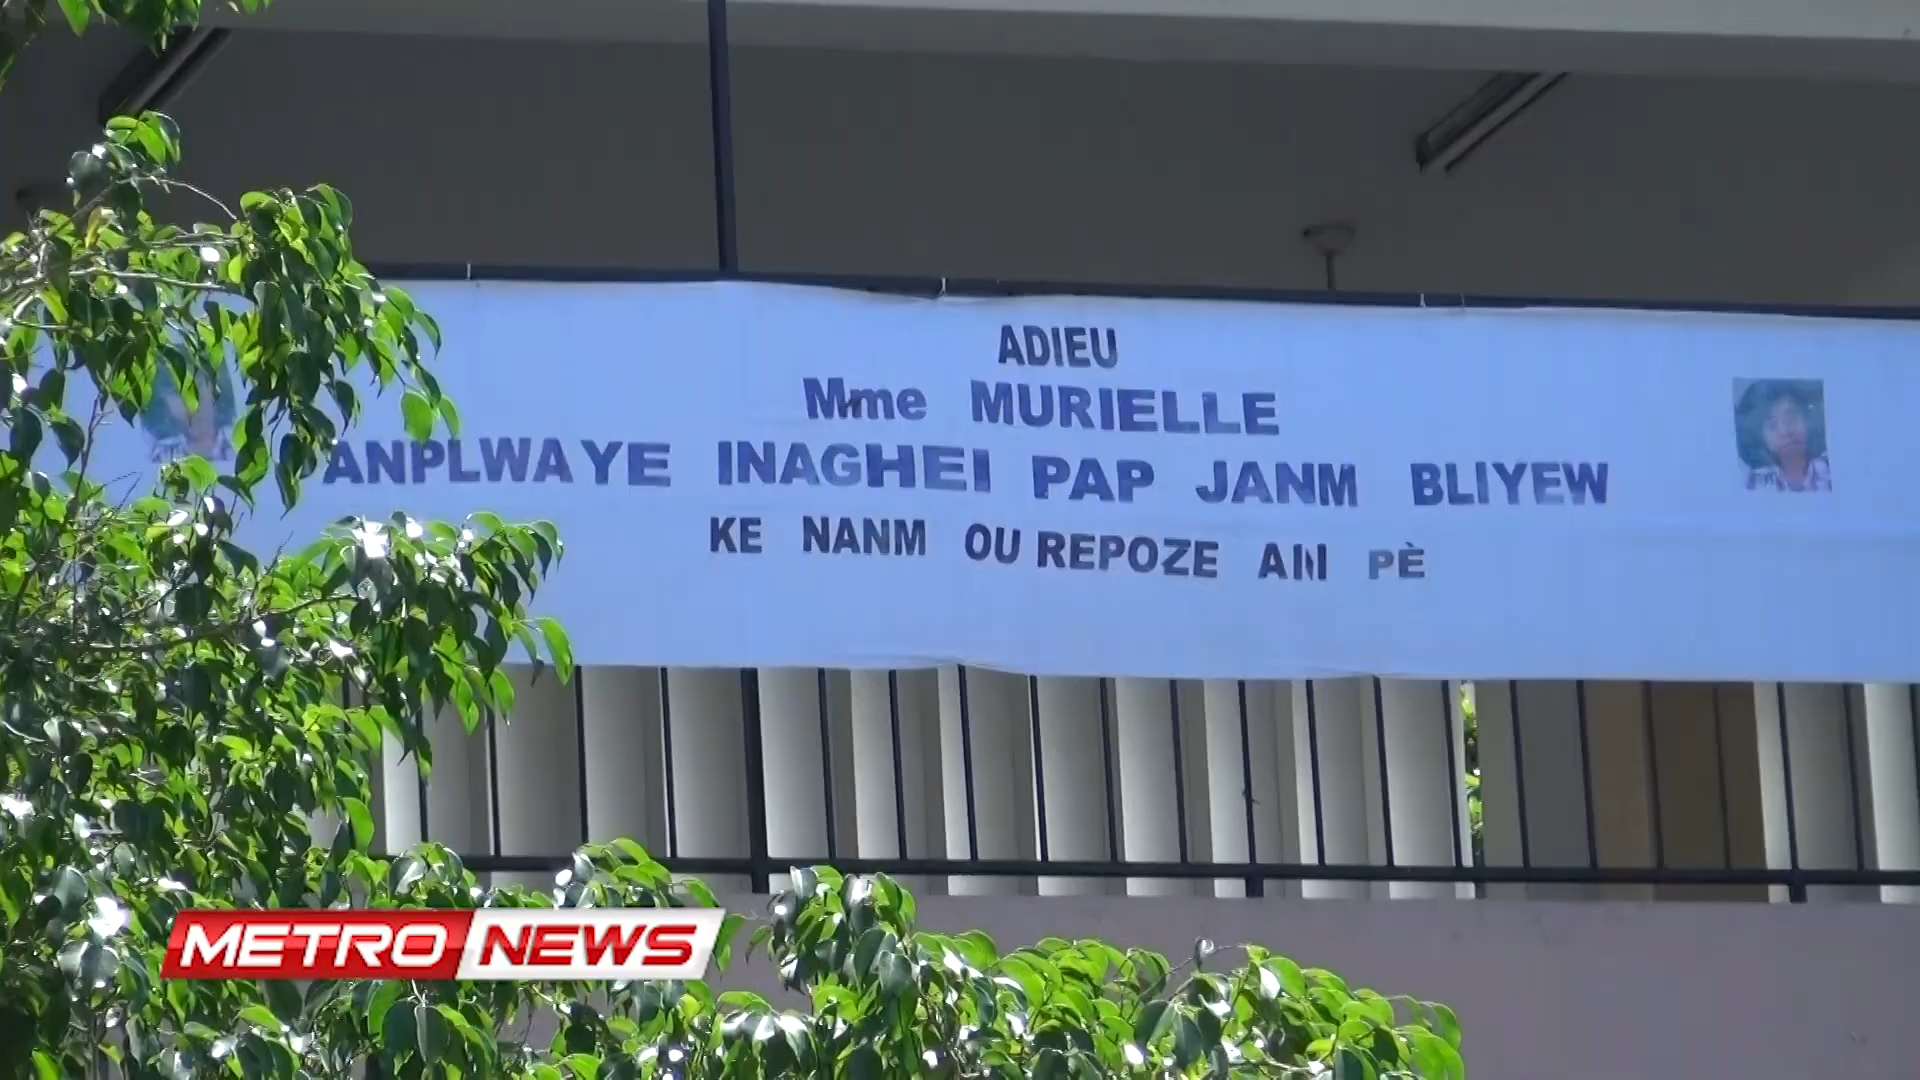 ADIEU
Mme MURIELLE
ANPLWAYE INAGHEI PAP JANM BLIYEW
KE NANM OU REPOZE AN PÈ
METRO NEWS